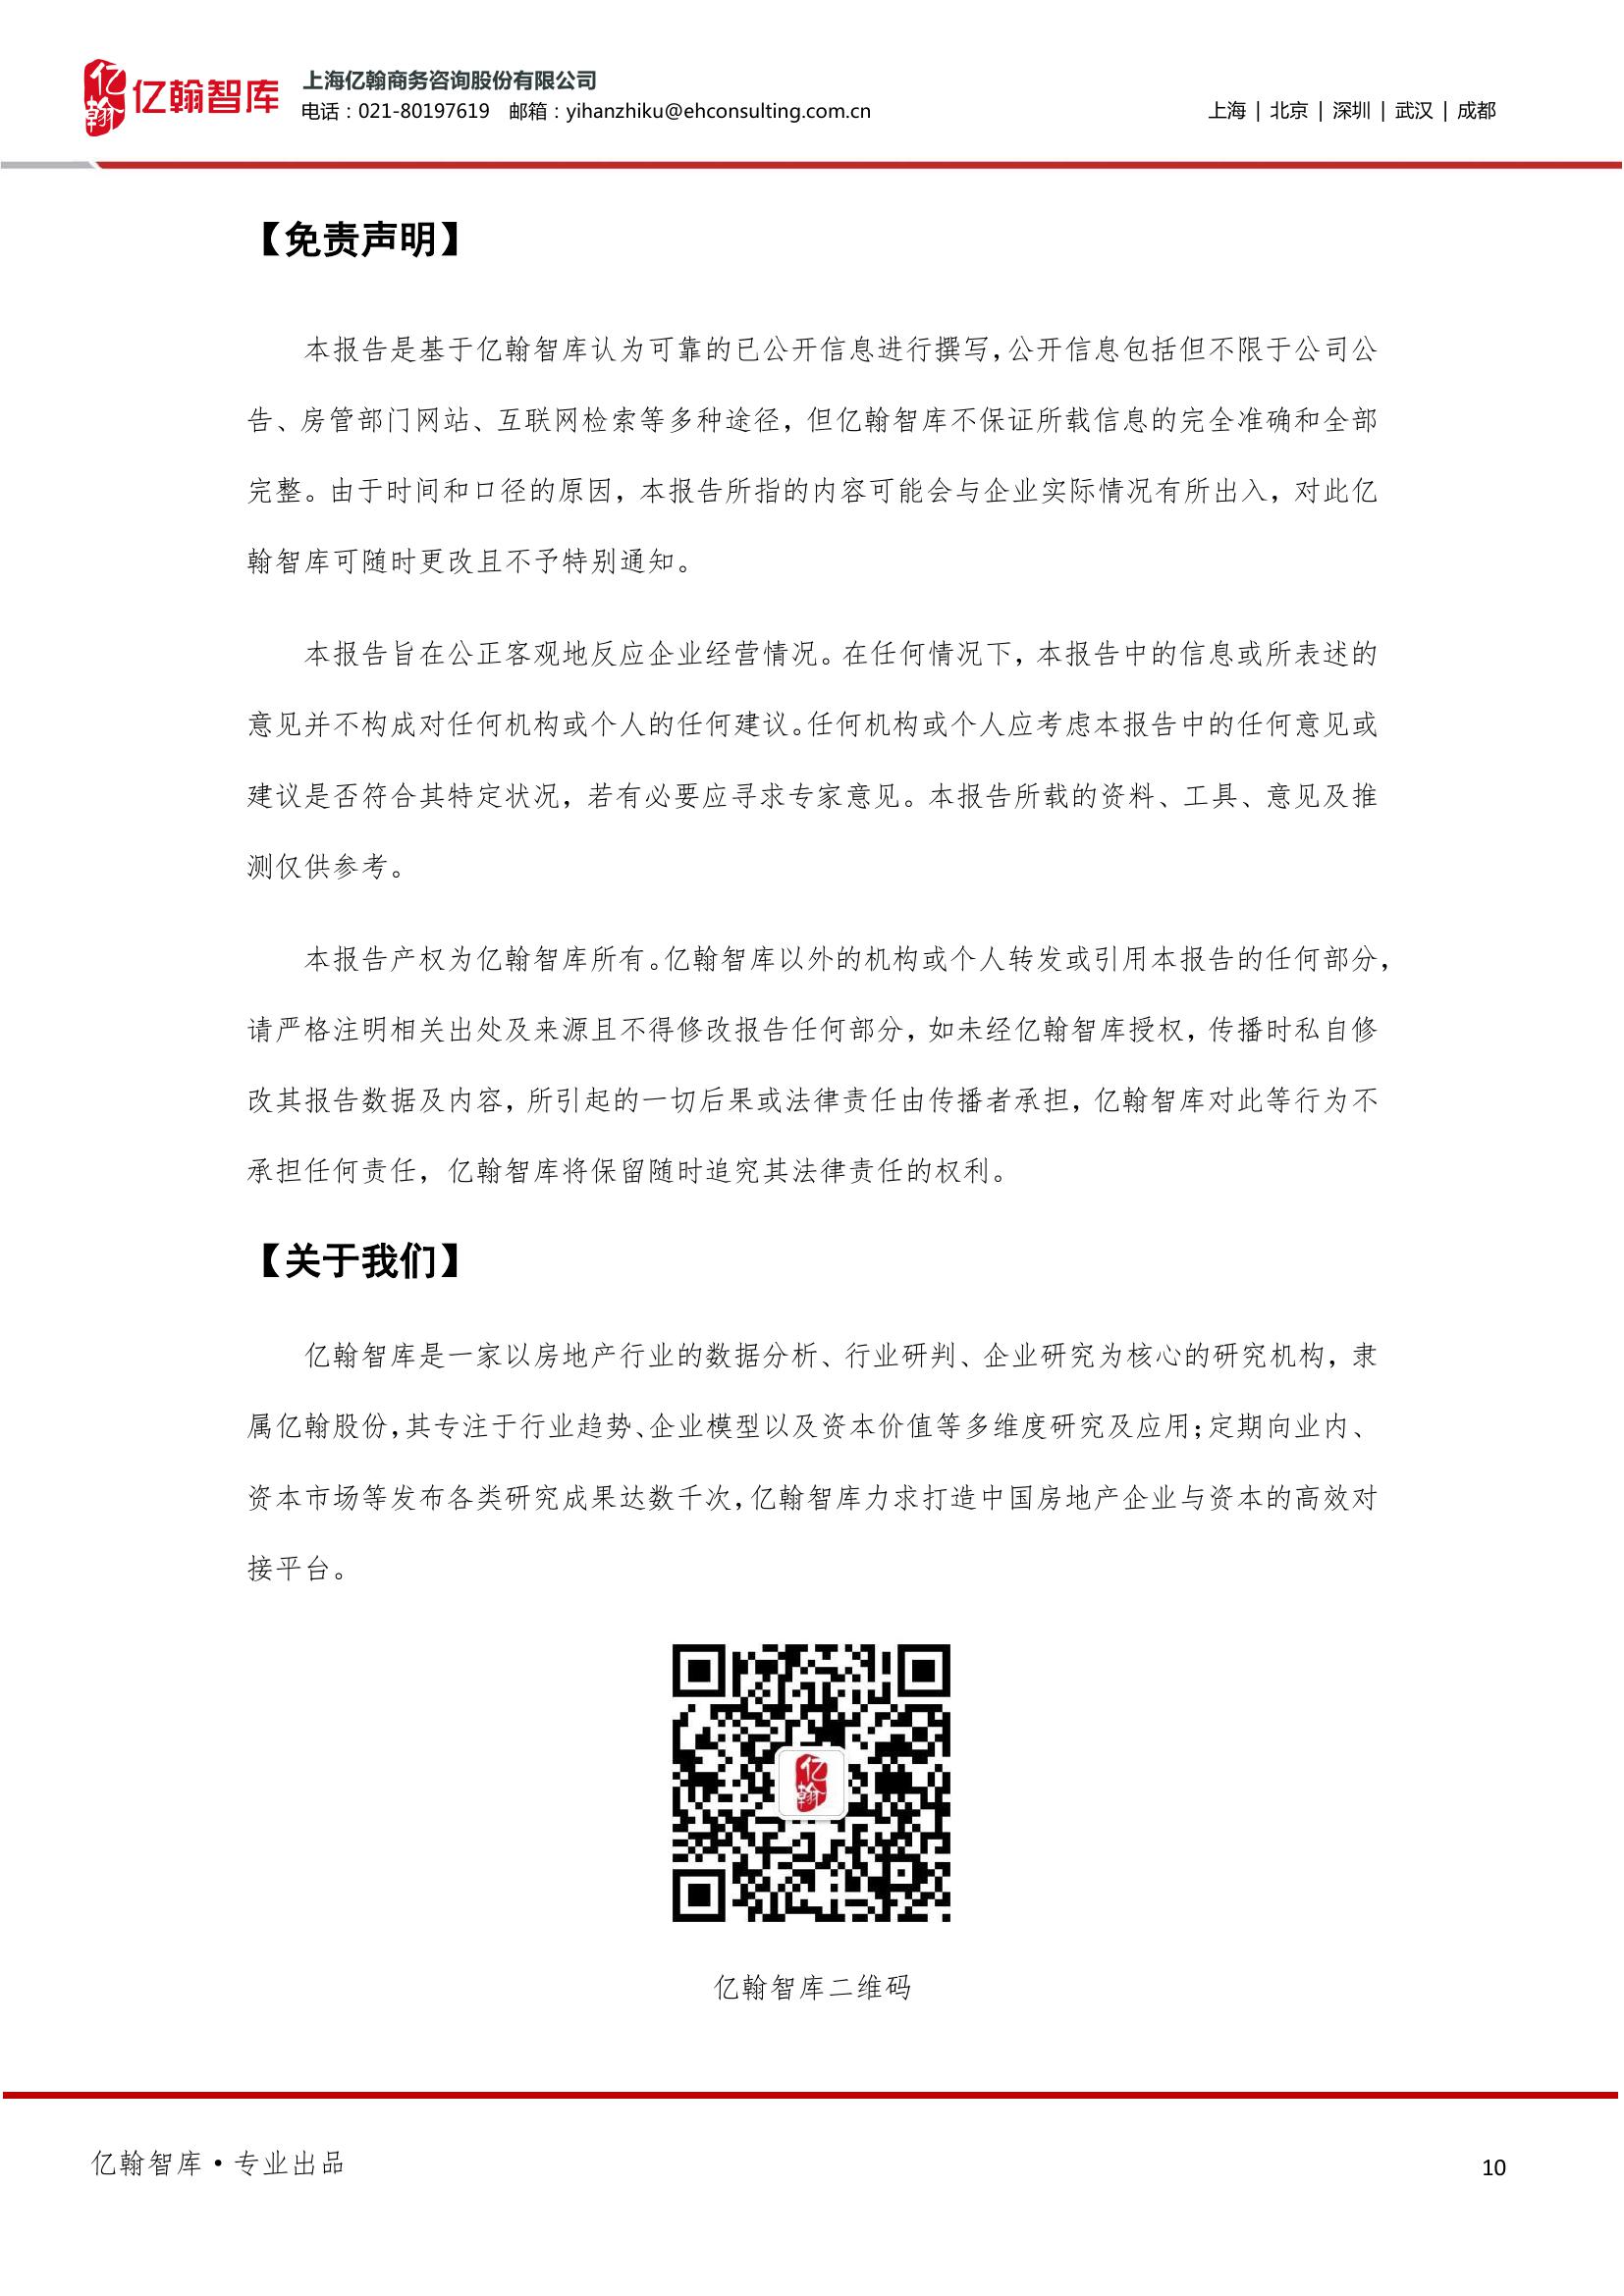 亿翰
亿翰智库
上海亿翰商务咨询股份有限公司
电话：021-80197619 邮箱：yihanzhiku@ehconsulting.com.cn
上海 | 北京 | 深圳 | 武汉 | 成都
【免责声明】
本报告是基于亿翰智库认为可靠的已公开信息进行撰写，公开信息包括但不限于公司公
告、房管部门网站、互联网检索等多种途径，但亿翰智库不保证所载信息的完全准确和全部
完整。由于时间和口径的原因，本报告所指的内容可能会与企业实际情况有所出入，对此亿
翰智库可随时更改且不予特别通知。
本报告旨在公正客观地反应企业经营情况。在任何情况下，本报告中的信息或所表述的
意见并不构成对任何机构或个人的任何建议。任何机构或个人应考虑本报告中的任何意见或
建议是否符合其特定状况，若有必要应寻求专家意见。本报告所载的资料、工具、意见及推
测仅供参考。
本报告产权为亿翰智库所有。亿翰智库以外的机构或个人转发或引用本报告的任何部分，
请严格注明相关出处及来源且不得修改报告任何部分，如未经亿翰智库授权，传播时私自修
改其报告数据及内容，所引起的一切后果或法律责任由传播者承担，亿翰智库对此等行为不
承担任何责任，亿翰智库将保留随时追究其法律责任的权利。
【关于我们】
亿翰智库是一家以房地产行业的数据分析、行业研判、企业研究为核心的研究机构，隶
属亿翰股份，其专注于行业趋势、企业模型以及资本价值等多维度研究及应用；定期向业内、
资本市场等发布各类研究成果达数千次，亿翰智库力求打造中国房地产企业与资本的高效对
接平台。
亿翰
亿翰智库二维码
亿翰智库·专业出品
10